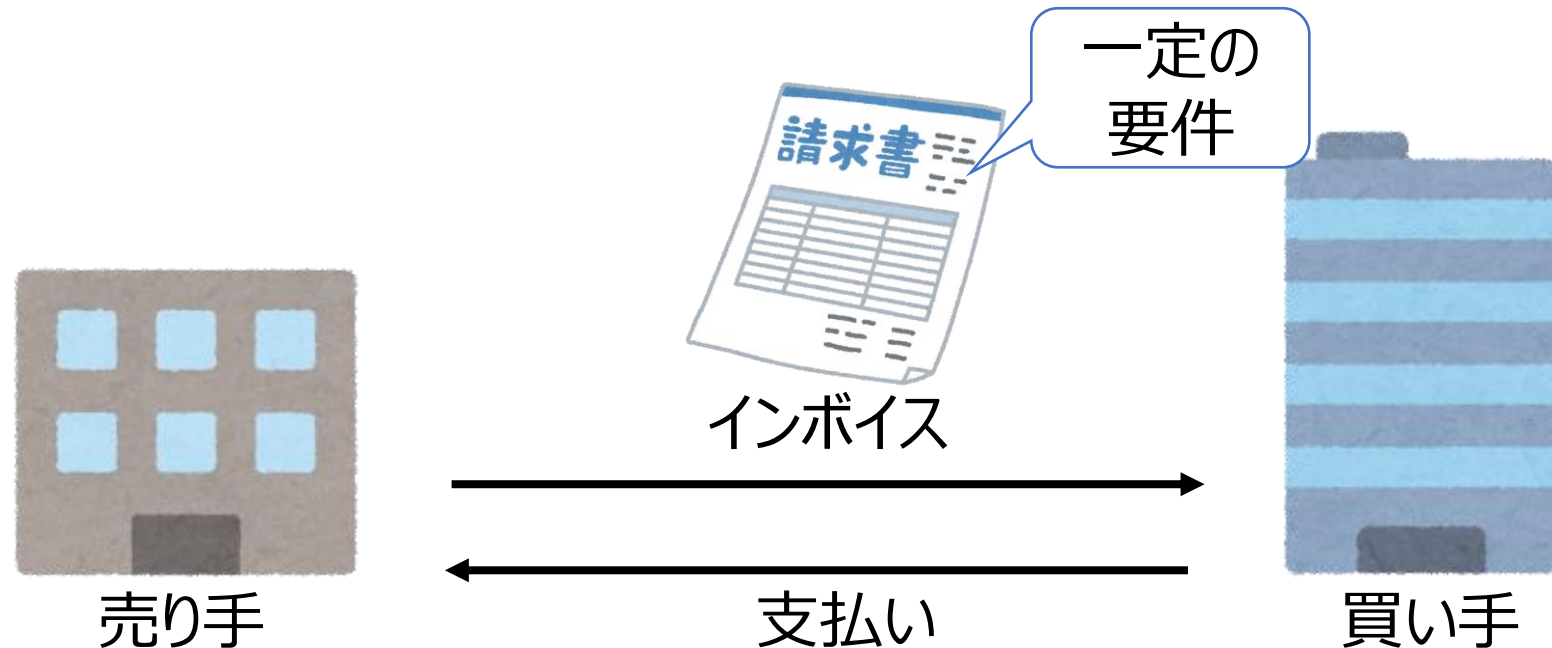 一定の
要件
請求書
インボイス
売り手
支払い
買い手